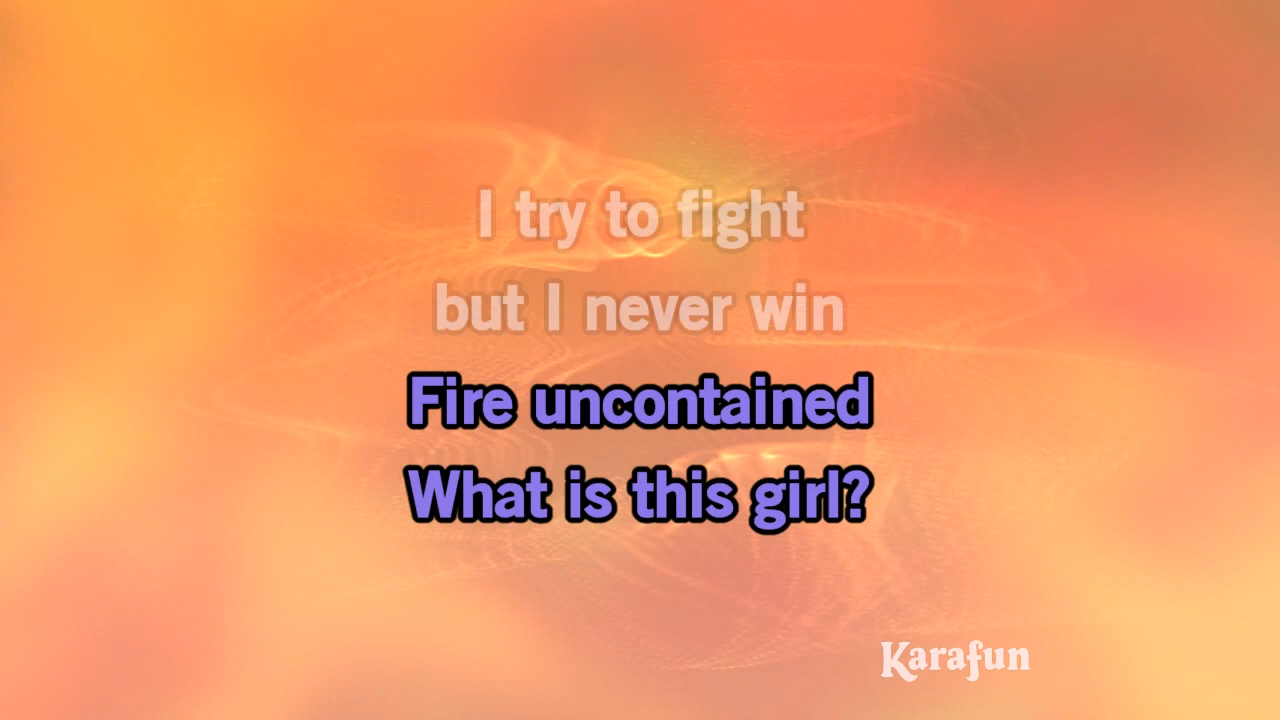 I try to fight
but I never win
Fire uncontained
What is this girl?
Karafun